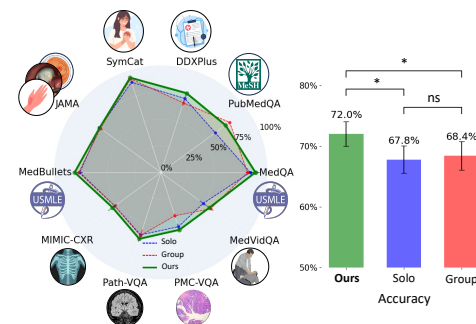 SymCat
DDXPlus
MeSH
PubMedQA
JAMA
100%
75%
50%
25%
0%
MedBullets
MedQA
USMLE
USMLE
MIMIC-CXR
MedVidQA
Solo
Group
Ours
Path-VQA
PMC-VQA
*
*
ns
80%
72.0%
67.8%
68.4%
70%
60%
50%
Ours
Solo
Group
Accuracy